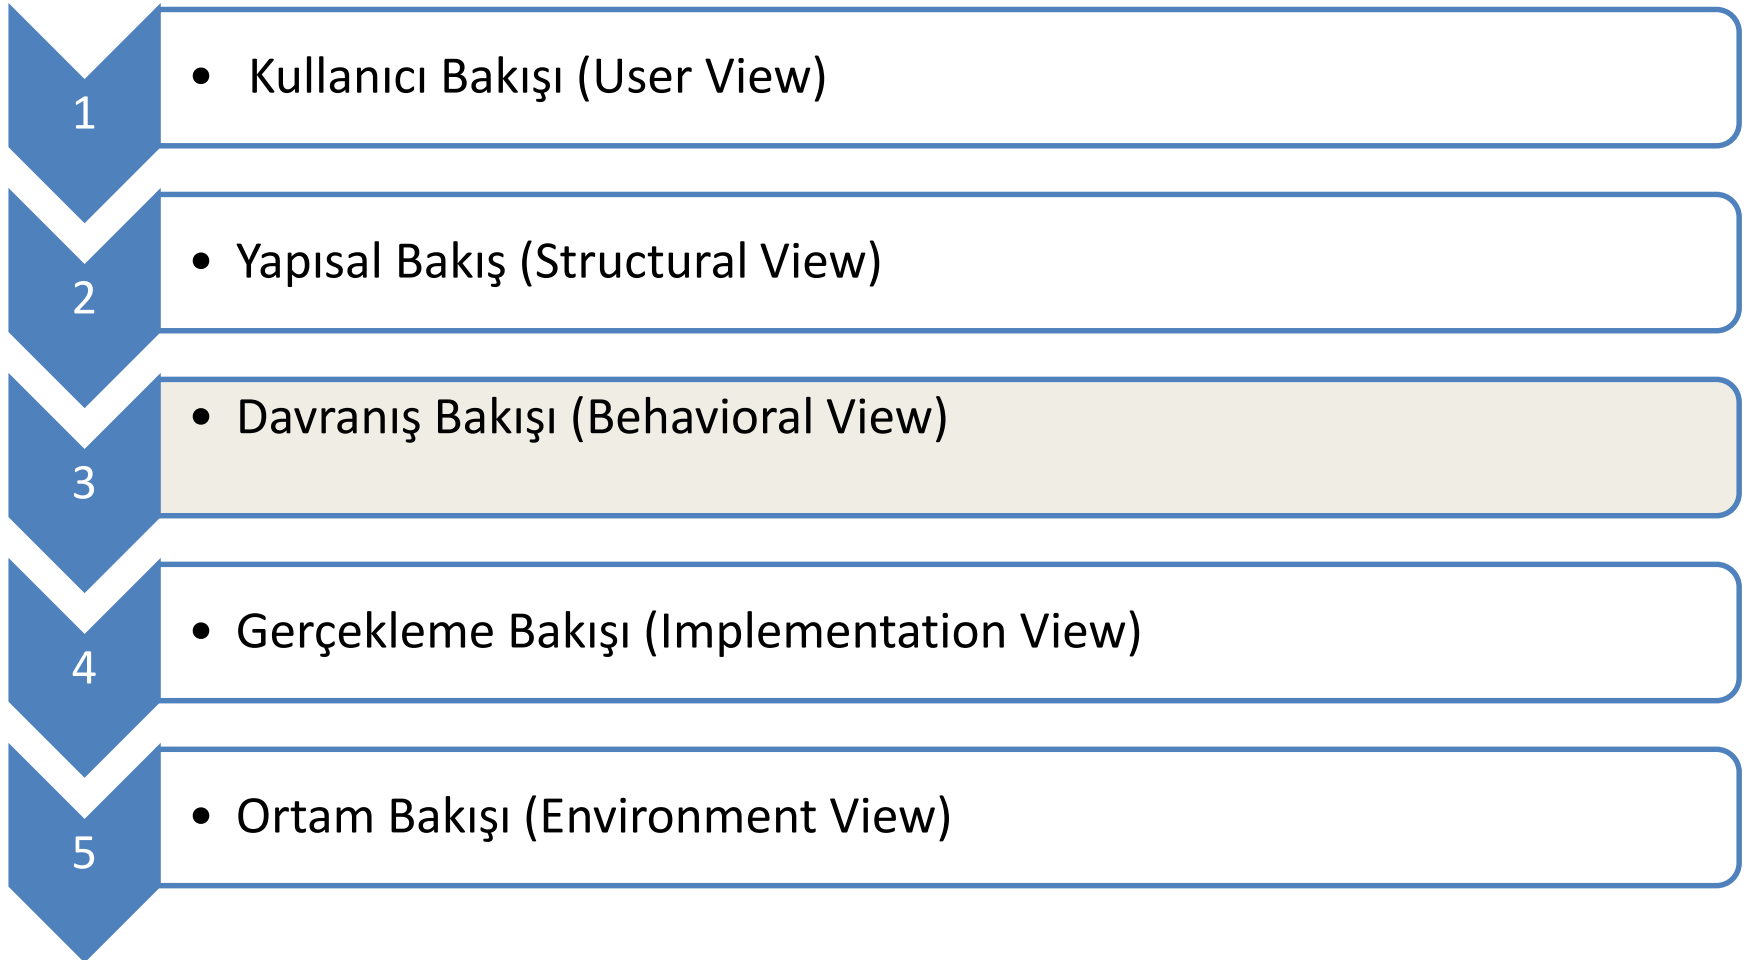 1
• Kullanıcı Bakışı (User View)
2
• Yapısal Bakış (Structural View)
3
• Davranış Bakışı (Behavioral View)
4
• Gerçekleme Bakışı (Implementation View)
5
• Ortam Bakışı (Environment View)